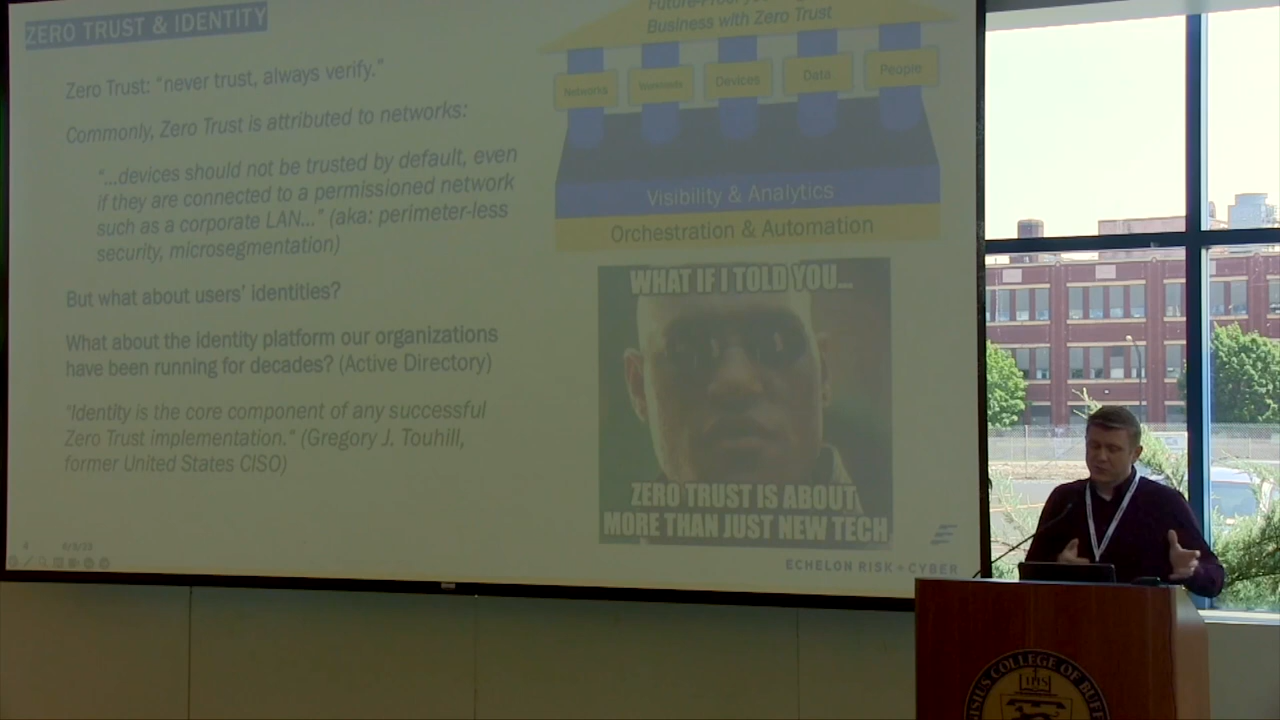 ZERO TRUST & IDENTITY
Zero Trust: “never trust, always verify.”
Commonly, Zero Trust is attributed to networks:
“...devices should not be trusted by default, even
if they are connected to a permissioned network
such as a corporate LAN...” (aka: perimeter-less
security, microsegmentation)
But what about users’ identities?
What about the identity platform our organizations
have been running for decades? (Active Directory)
"Identity is the core component of any successful
Zero Trust implementation." (Gregory J. Touhill,
former United States CISO)
Business with Zero Trust
Networks
Workloads
Devices
Data
People
Visibility & Analytics
Orchestration & Automation
WHAT IF I TOLD YOU...
ZERO TRUST IS ABOUT
MORE THAN JUST NEW TECH
4
ECHELON RISK + CYBER
COLLEGE OF
IHS